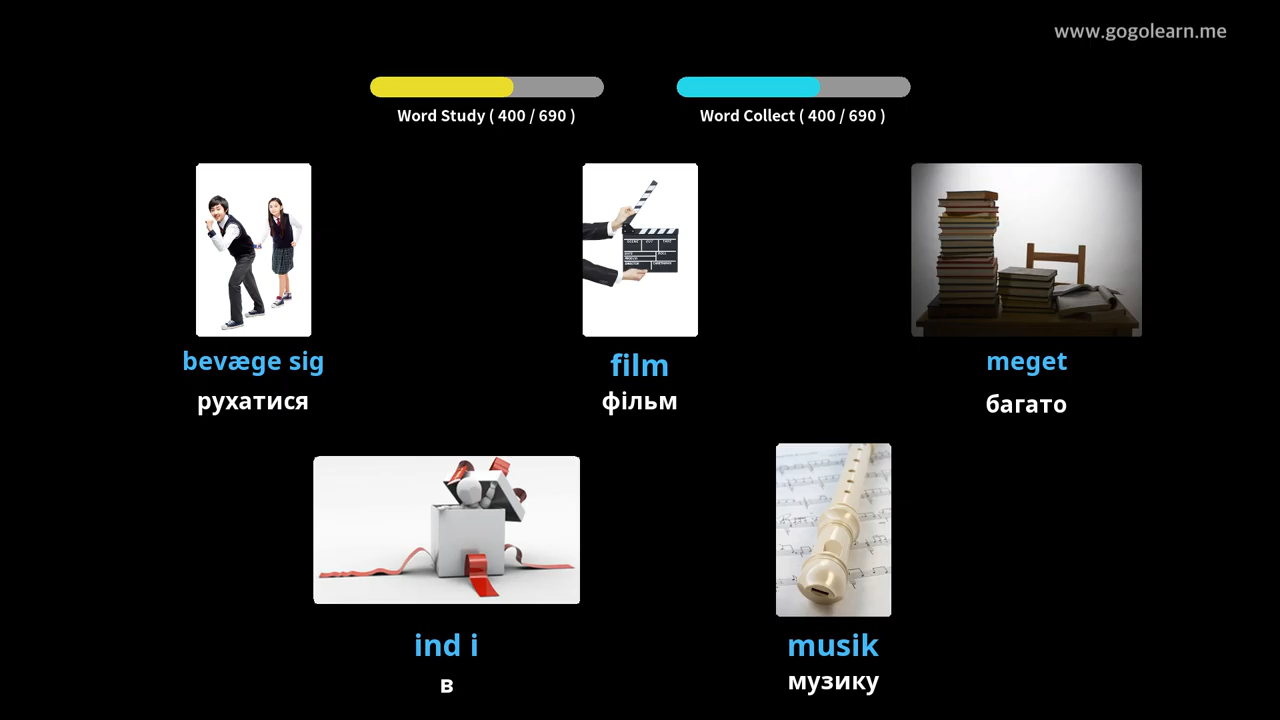 www.gogolearn.me
Word Study ( 400 / 690 )
Word Collect ( 400 / 690 )
bevæge sig
рухатися
film
фільм
meget
багато
ind i
в
musik
музику